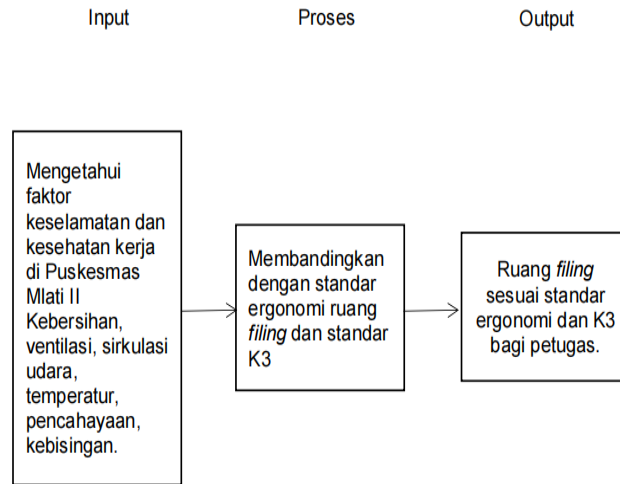 Input
Proses
Output
Mengetahui
faktor
keselamatan dan
kesehatan kerja
di Puskesmas
Mlati II
Kebersihan,
ventilasi, sirkulasi
udara,
temperatur,
pencahayaan,
kebisingan.
Membandingkan
dengan standar
ergonomi ruang
filing dan standar
K3
Ruang filing
sesuai standar
ergonomi dan K3
bagi petugas.